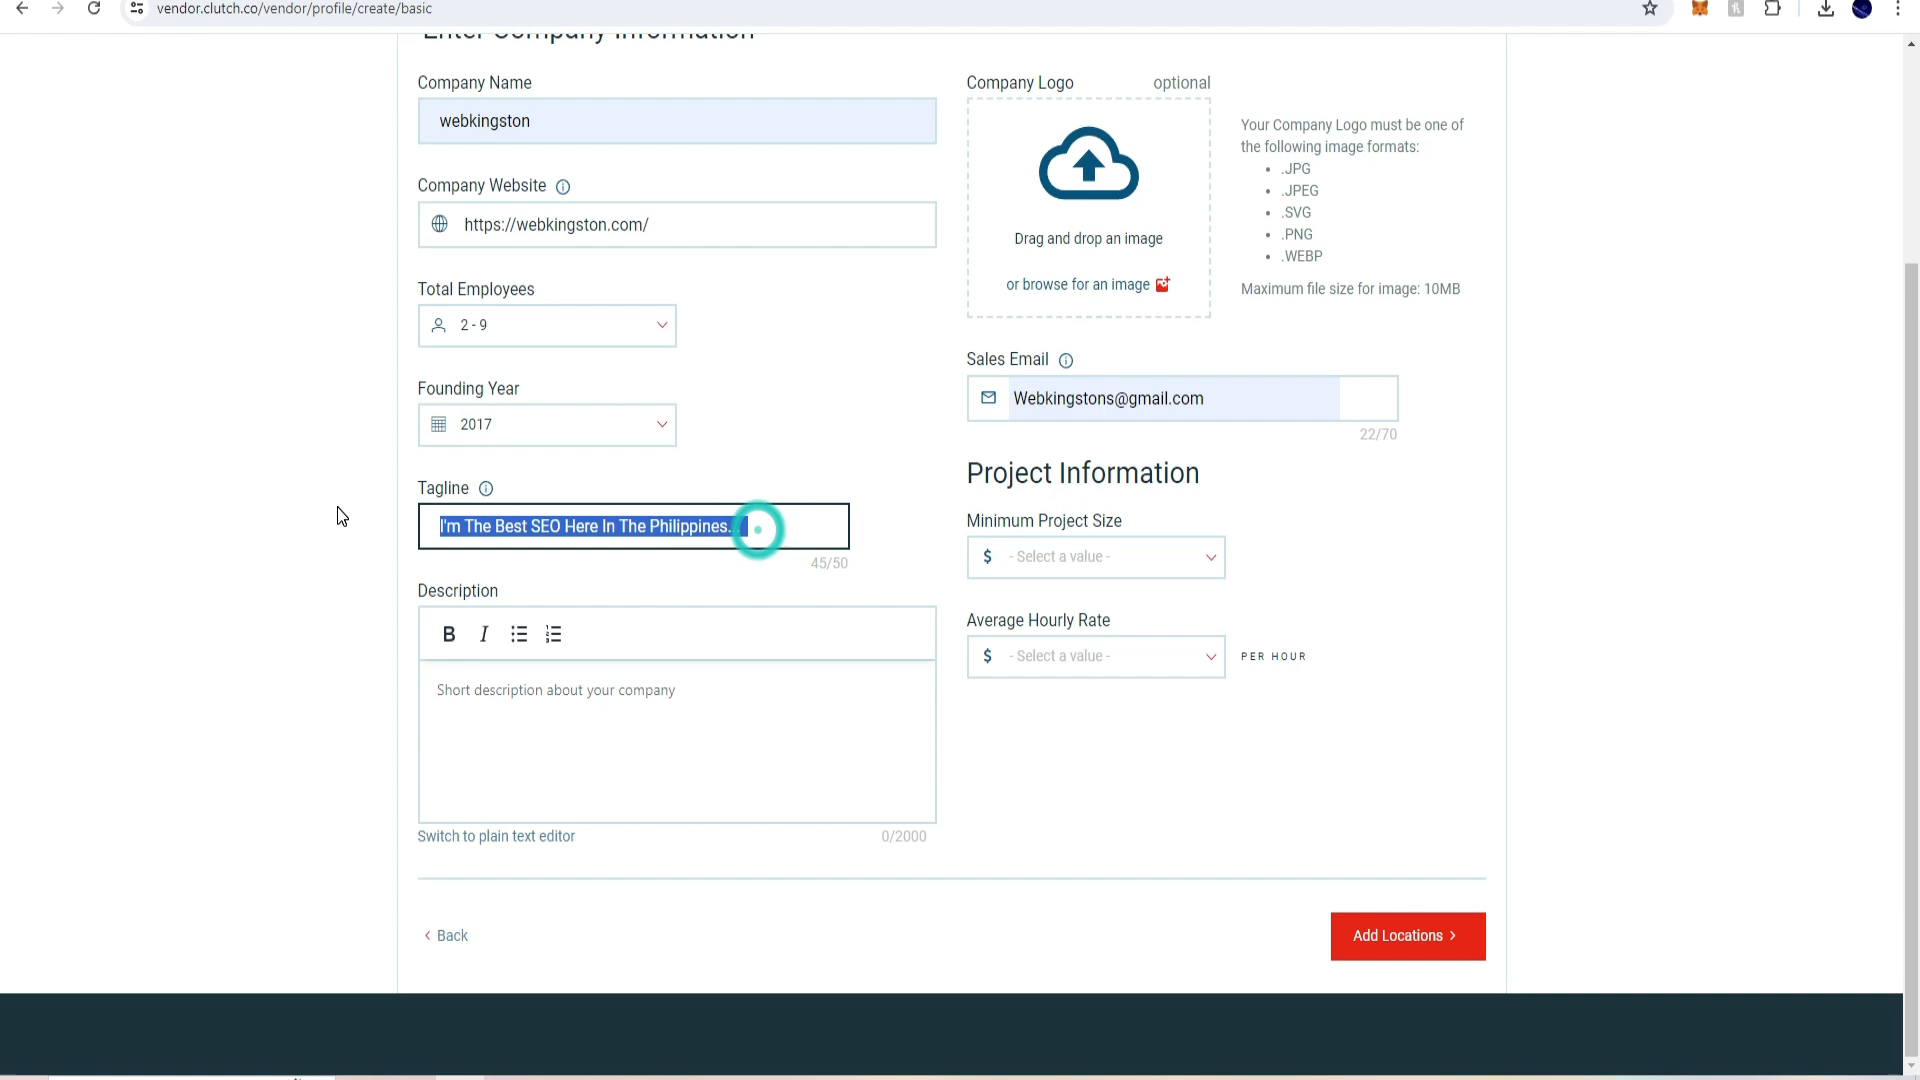 vendor.clutch.co/vendor/profile/create/basic
Enter Company Information
Company Name
webkingston
Company Website
https://webkingston.com/
Total Employees
2 - 9
Founding Year
2017
Tagline
I'm The Best SEO Here In The Philippines...
45/50
Description
B I
Short description about your company
Switch to plain text editor
0/2000
Company Logo optional
Drag and drop an image
or browse for an image
Your Company Logo must be one of
the following image formats:
• .JPG
• .JPEG
• .SVG
• .PNG
• .WEBP
Maximum file size for image: 10MB
Sales Email
Webkingstons@gmail.com
22/70
Project Information
Minimum Project Size
$ - Select a value -
Average Hourly Rate
$ - Select a value - PER HOUR
Back
Add Locations